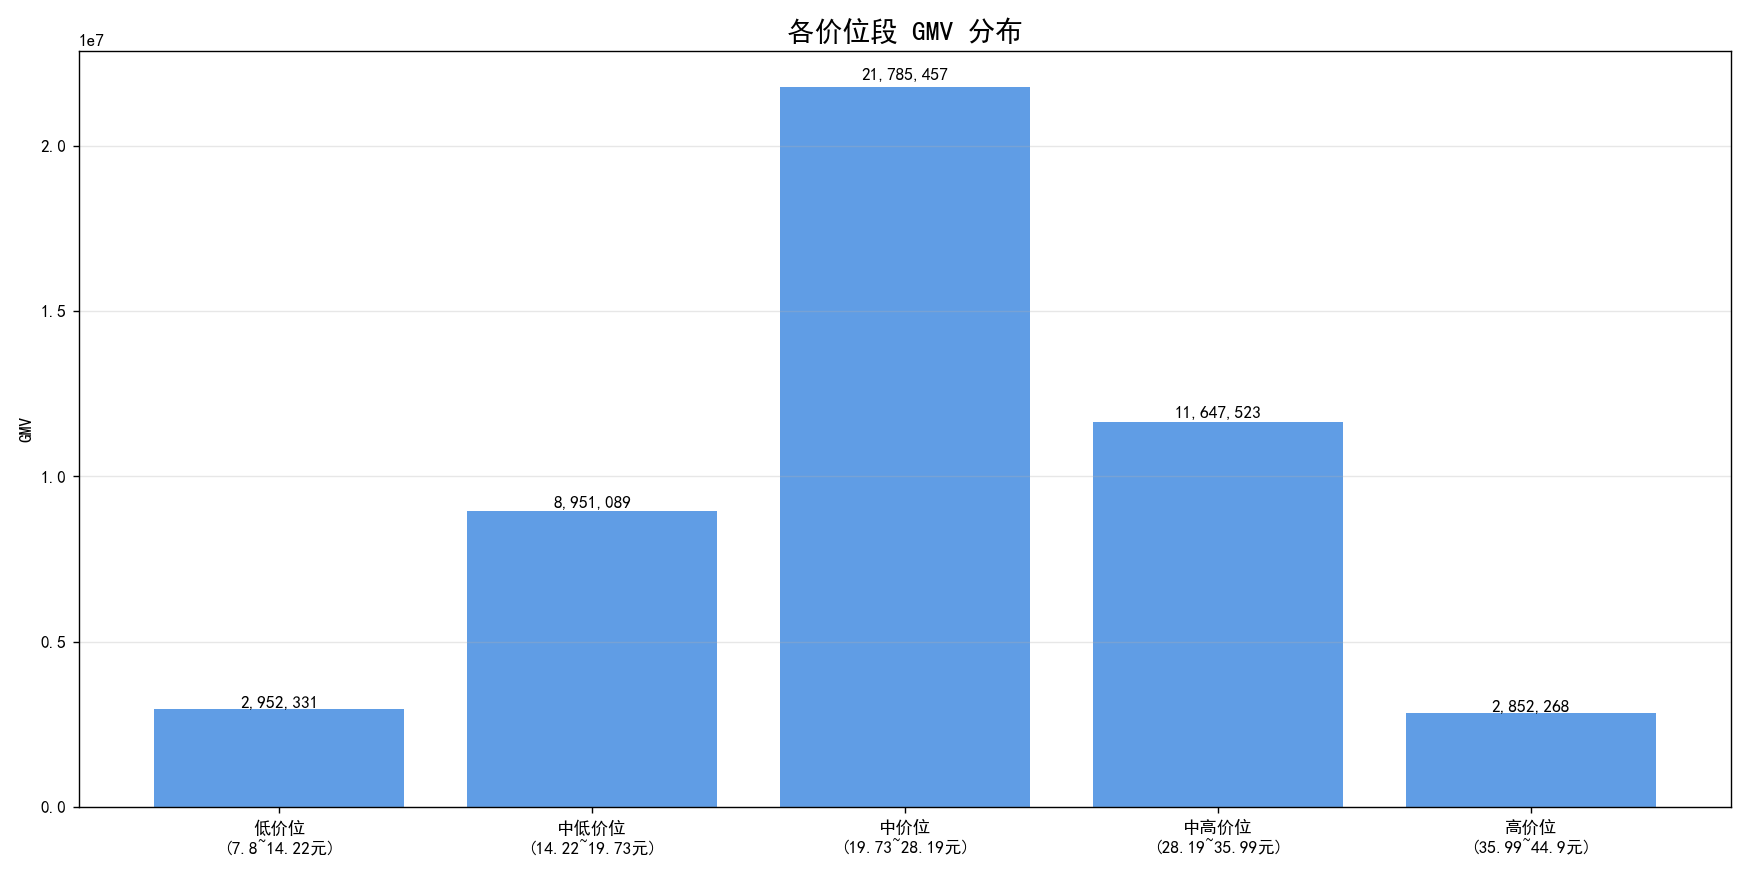 各价位段 GMV 分布
1e7
21,785,457
2.0
1.5
11,647,523
GMV
1.0
8,951,089
0.5
2,952,331
2,852,268
0.0
低价位
(7.8~14.22元)
中低价位
(14.22~19.73元)
中价位
(19.73~28.19元)
中高价位
(28.19~35.99元)
高价位
(35.99~44.9元)